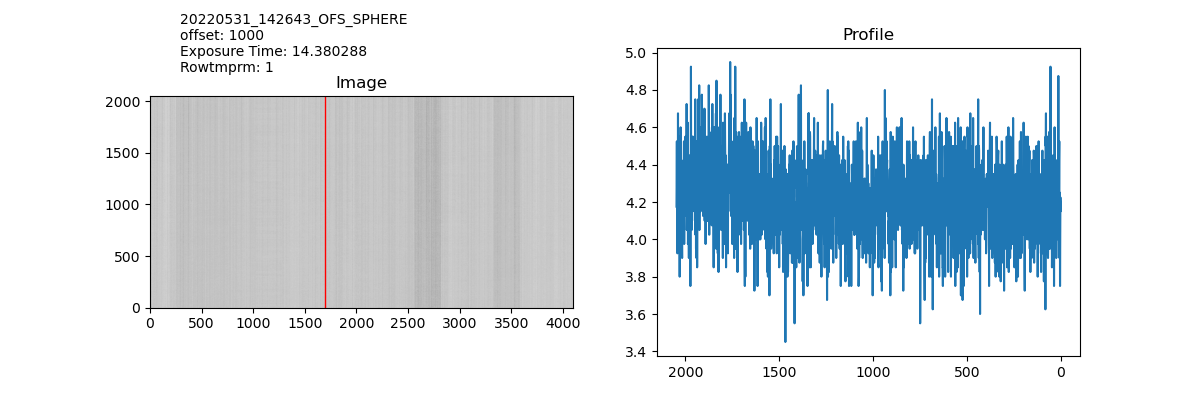 20220531_142643_OFS_SPHERE
offset: 1000
Exposure Time: 14.380288
Rowtmprm: 1
Image
2000
1500
1000
500
0
0 500 1000 1500 2000 2500 3000 3500 4000
Profile
5.0
4.8
4.6
4.4
4.2
4.0
3.8
3.6
3.4
2000 1500 1000 500 0